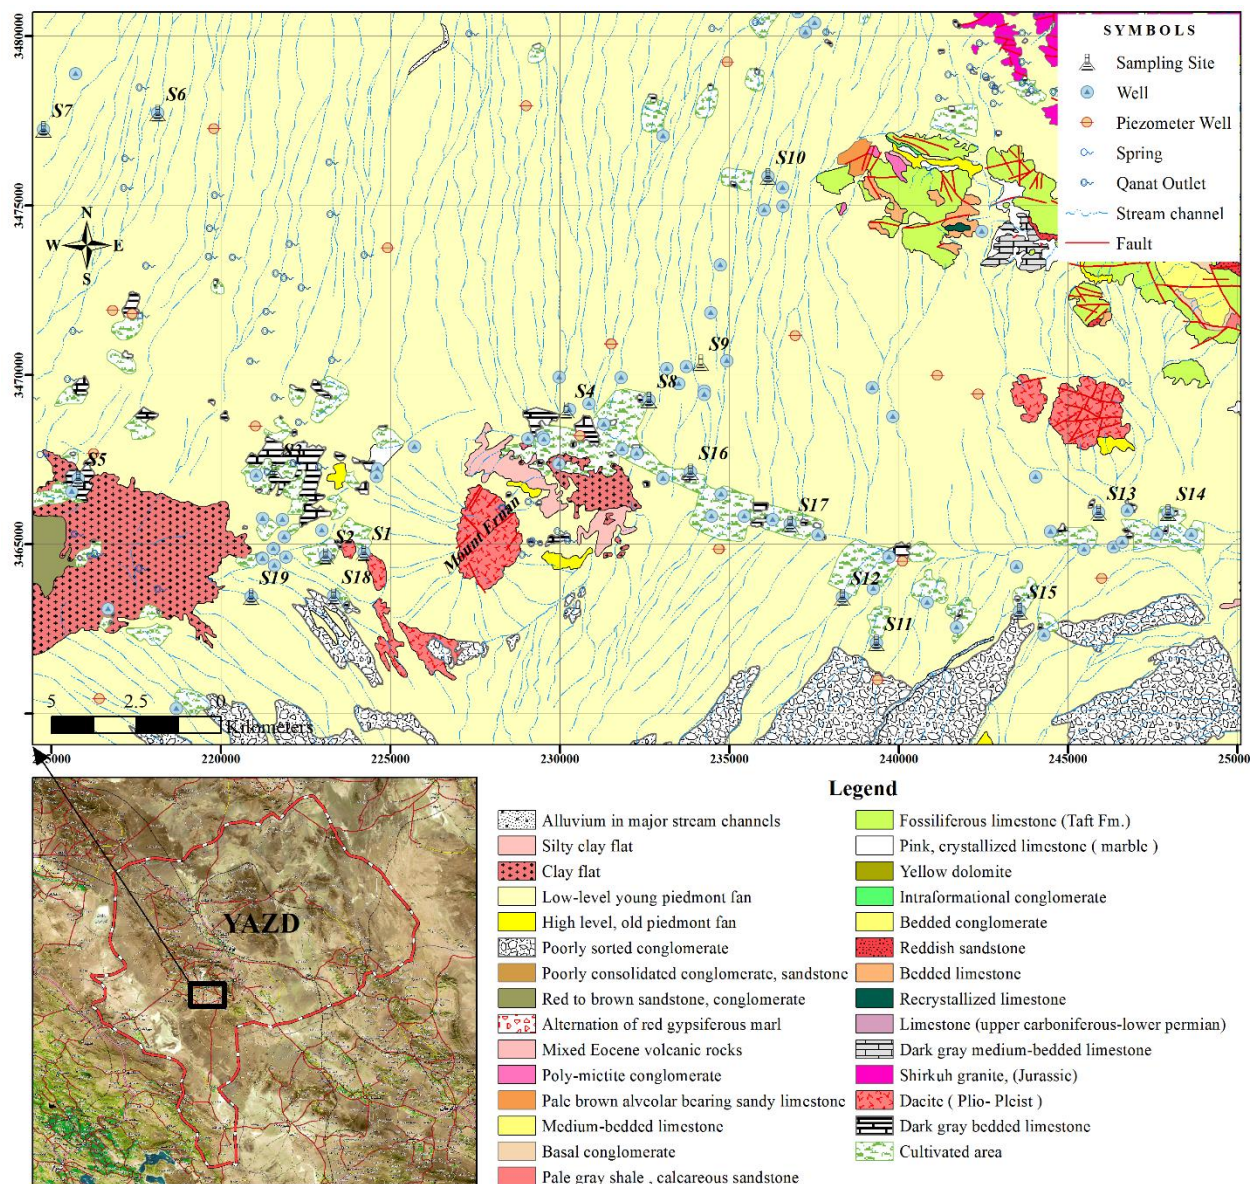 3480000
3475000
3470000
3465000
SYMBOLS
Sampling Site
Well
Piezometer Well
Spring
Qanat Outlet
Stream channel
Fault
S7
S6
S10
N
W E
S
S9
S8
S4
S3
S5
S16
S17
S13
S14
S1
S2
Mount Ernan
S19
S18
S12
S15
S11
5 2.5 0
Kilometers
220000
225000
230000
235000
240000
245000
25000
YAZD
Legend
Alluvium in major stream channels
Silty clay flat
Clay flat
Low-level young piedmont fan
High level, old piedmont fan
Poorly sorted conglomerate
Poorly consolidated conglomerate, sandstone
Red to brown sandstone, conglomerate
Alternation of red gypsiferous marl
Mixed Eocene volcanic rocks
Poly-mictite conglomerate
Pale brown alveolar bearing sandy limestone
Medium-bedded limestone
Basal conglomerate
Pale gray shale , calcareous sandstone
Fossiliferous limestone (Taft Fm.)
Pink, crystallized limestone ( marble )
Yellow dolomite
Intraformational conglomerate
Bedded conglomerate
Reddish sandstone
Bedded limestone
Recrystallized limestone
Limestone (upper carboniferous-lower permian)
Dark gray medium-bedded limestone
Shirkuh granite, (Jurassic)
Dacite ( Plio- Pleist )
Dark gray bedded limestone
Cultivated area